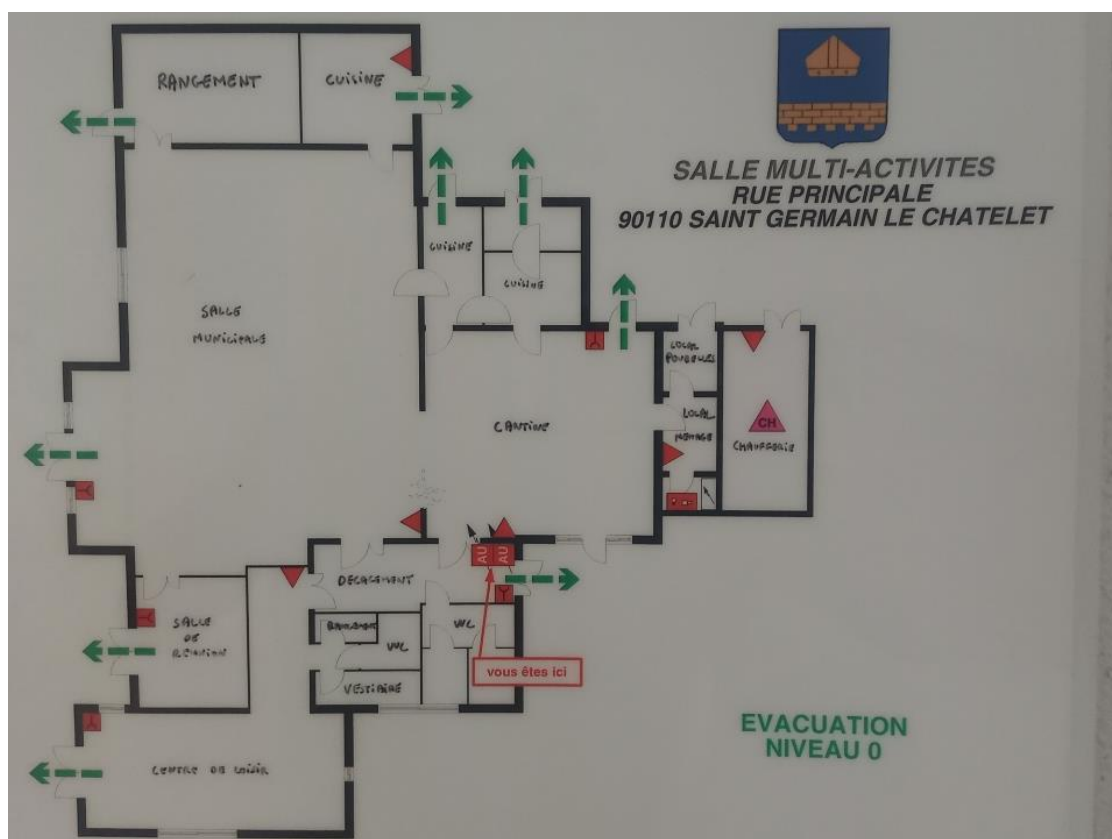 RANGEMENT
CUISINE
SALLE MULTI-ACTIVITES
RUE PRINCIPALE
90110 SAINT GERMAIN LE CHATELET
CUISINE
CUISINE
SALLE
MUNICIPALE
LOCAL
POUBELLES
CANTINE
LOCAL
MENAGE
CH
CHAUFFERIE
AU
AU
DEGAGEMENT
SALLE
DE
REUNION
RANGEMENT
WC
WC
VESTIAIRE
vous êtes ici
EVACUATION
NIVEAU 0
CENTRE DE LOISIR